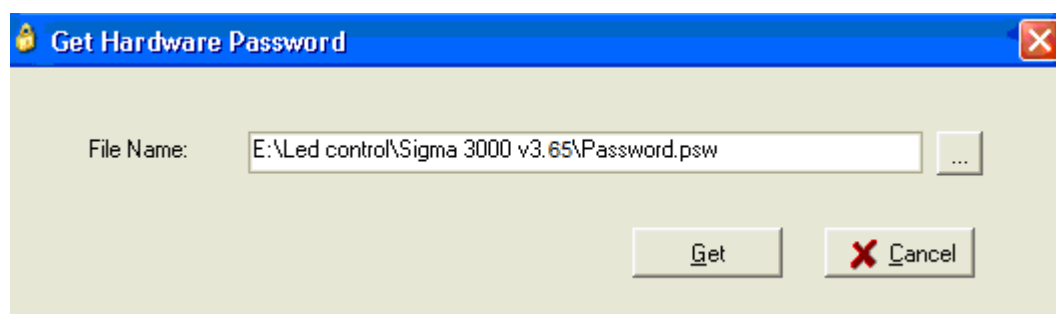 Get Hardware Password
File Name: E:\Led control\Sigma 3000 v3.65\Password.psw ...
Get Cancel